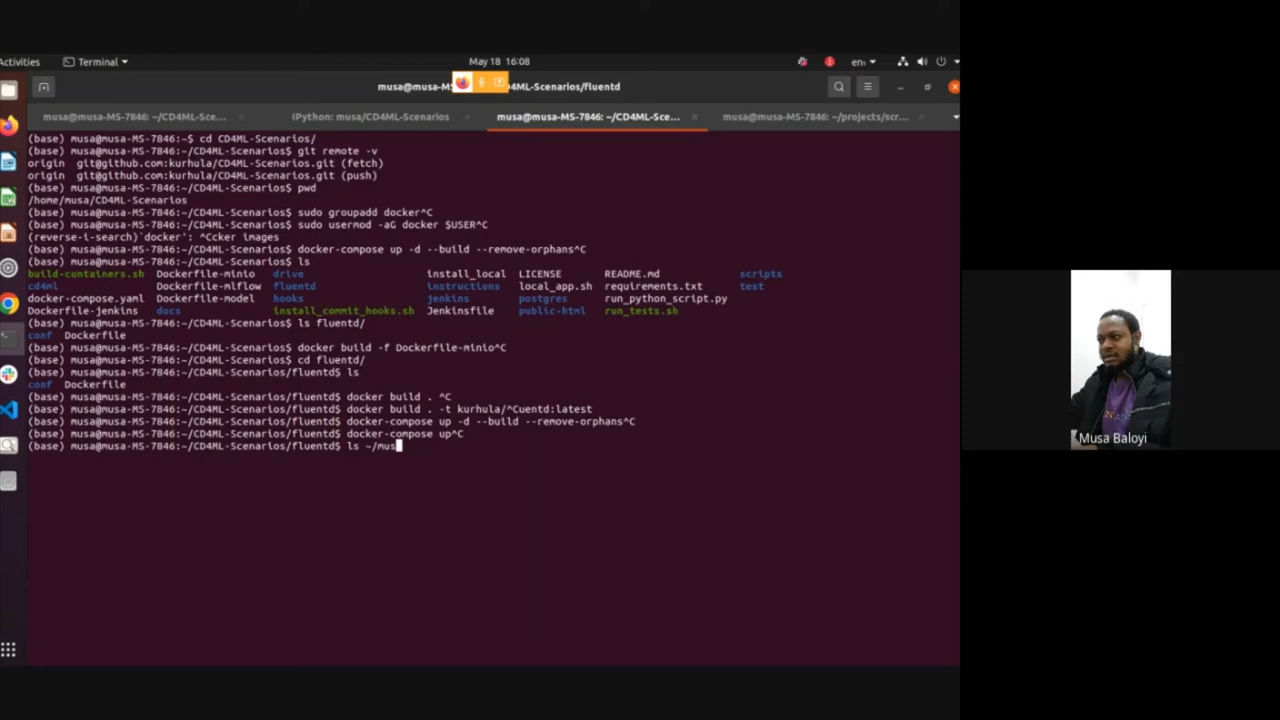 Activities
Terminal
May 18 16:08
en
musa@musa-M
CD4ML-Scenarios/fluentd
musa@musa-MS-7846: ~/CD4ML-Sce...
IPython: musa/CD4ML-Scenarios
musa@musa-MS-7846: ~/CD4ML-Sce...
musa@musa-MS-7846: ~/projects/scr...
(base) musa@musa-MS-7846:~$ cd CD4ML-Scenarios/
(base) musa@musa-MS-7846:~/CD4ML-Scenarios$ git remote -v
origin  git@github.com:kurhula/CD4ML-Scenarios.git (fetch)
origin  git@github.com:kurhula/CD4ML-Scenarios.git (push)
(base) musa@musa-MS-7846:~/CD4ML-Scenarios$ pwd
/home/musa/CD4ML-Scenarios
(base) musa@musa-MS-7846:~/CD4ML-Scenarios$ sudo groupadd docker^C
(base) musa@musa-MS-7846:~/CD4ML-Scenarios$ sudo usermod -aG docker $USER^C
(reverse-i-search)`docker': ^Ccker images
(base) musa@musa-MS-7846:~/CD4ML-Scenarios$ docker-compose up -d --build --remove-orphans^C
(base) musa@musa-MS-7846:~/CD4ML-Scenarios$ ls
build-containers.sh  Dockerfile-minio  drive  install_local  LICENSE  README.md  scripts
cd4ml  Dockerfile-mlflow  fluentd  instructions  local_app.sh  requirements.txt  test
docker-compose.yaml  Dockerfile-model  hooks  jenkins  postgres  run_python_script.py
Dockerfile-jenkins  docs  install_commit_hooks.sh  Jenkinsfile  public-html  run_tests.sh
(base) musa@musa-MS-7846:~/CD4ML-Scenarios$ ls fluentd/
conf  Dockerfile
(base) musa@musa-MS-7846:~/CD4ML-Scenarios$ docker build -f Dockerfile-minio^C
(base) musa@musa-MS-7846:~/CD4ML-Scenarios$ cd fluentd/
(base) musa@musa-MS-7846:~/CD4ML-Scenarios/fluentd$ ls
conf  Dockerfile
(base) musa@musa-MS-7846:~/CD4ML-Scenarios/fluentd$ docker build . ^C
(base) musa@musa-MS-7846:~/CD4ML-Scenarios/fluentd$ docker build . -t kurhula/^Cuentd:latest
(base) musa@musa-MS-7846:~/CD4ML-Scenarios/fluentd$ docker-compose up -d --build --remove-orphans^C
(base) musa@musa-MS-7846:~/CD4ML-Scenarios/fluentd$ docker-compose up^C
(base) musa@musa-MS-7846:~/CD4ML-Scenarios/fluentd$ ls ~/mus
Musa Baloyi